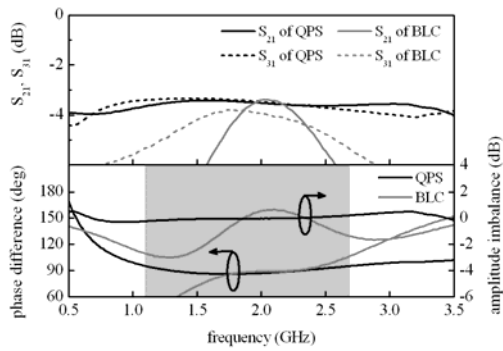 S21, S31 (dB)
0
-2
-4
S21 of QPS
S21 of BLC
S31 of QPS
S31 of BLC
phase difference (deg)
180
150
120
90
60
QPS
BLC
4
2
0
-2
-4
-6
amplitude imbalance (dB)
0.5 1.0 1.5 2.0 2.5 3.0 3.5
frequency (GHz)